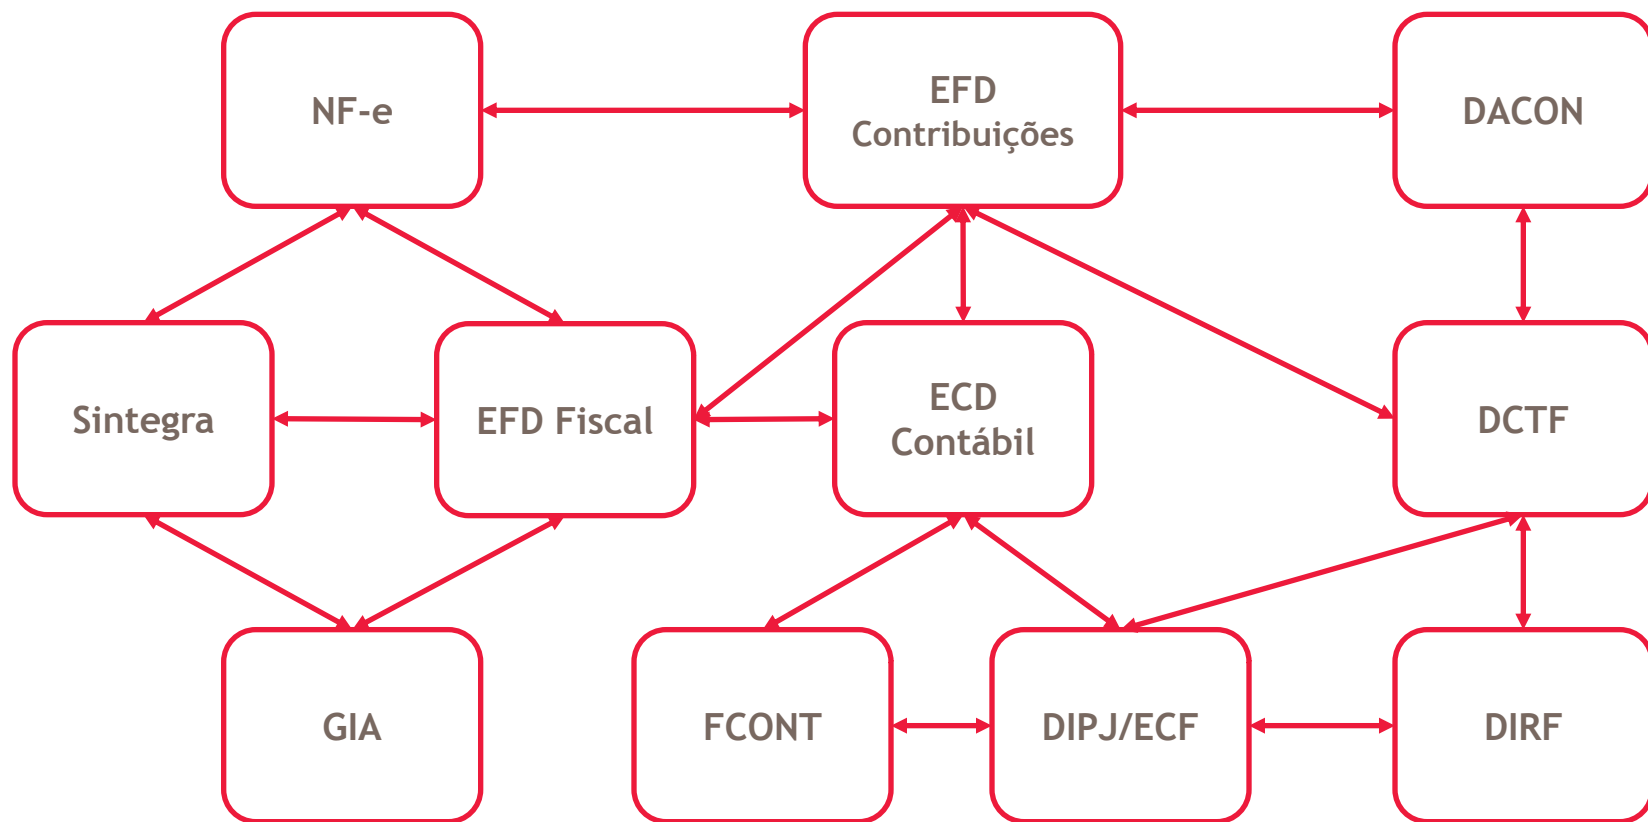 NF-e
EFD
Contribuições
DACON
Sintegra
EFD Fiscal
ECD
Contábil
DCTF
GIA
FCONT
DIPJ/ECF
DIRF